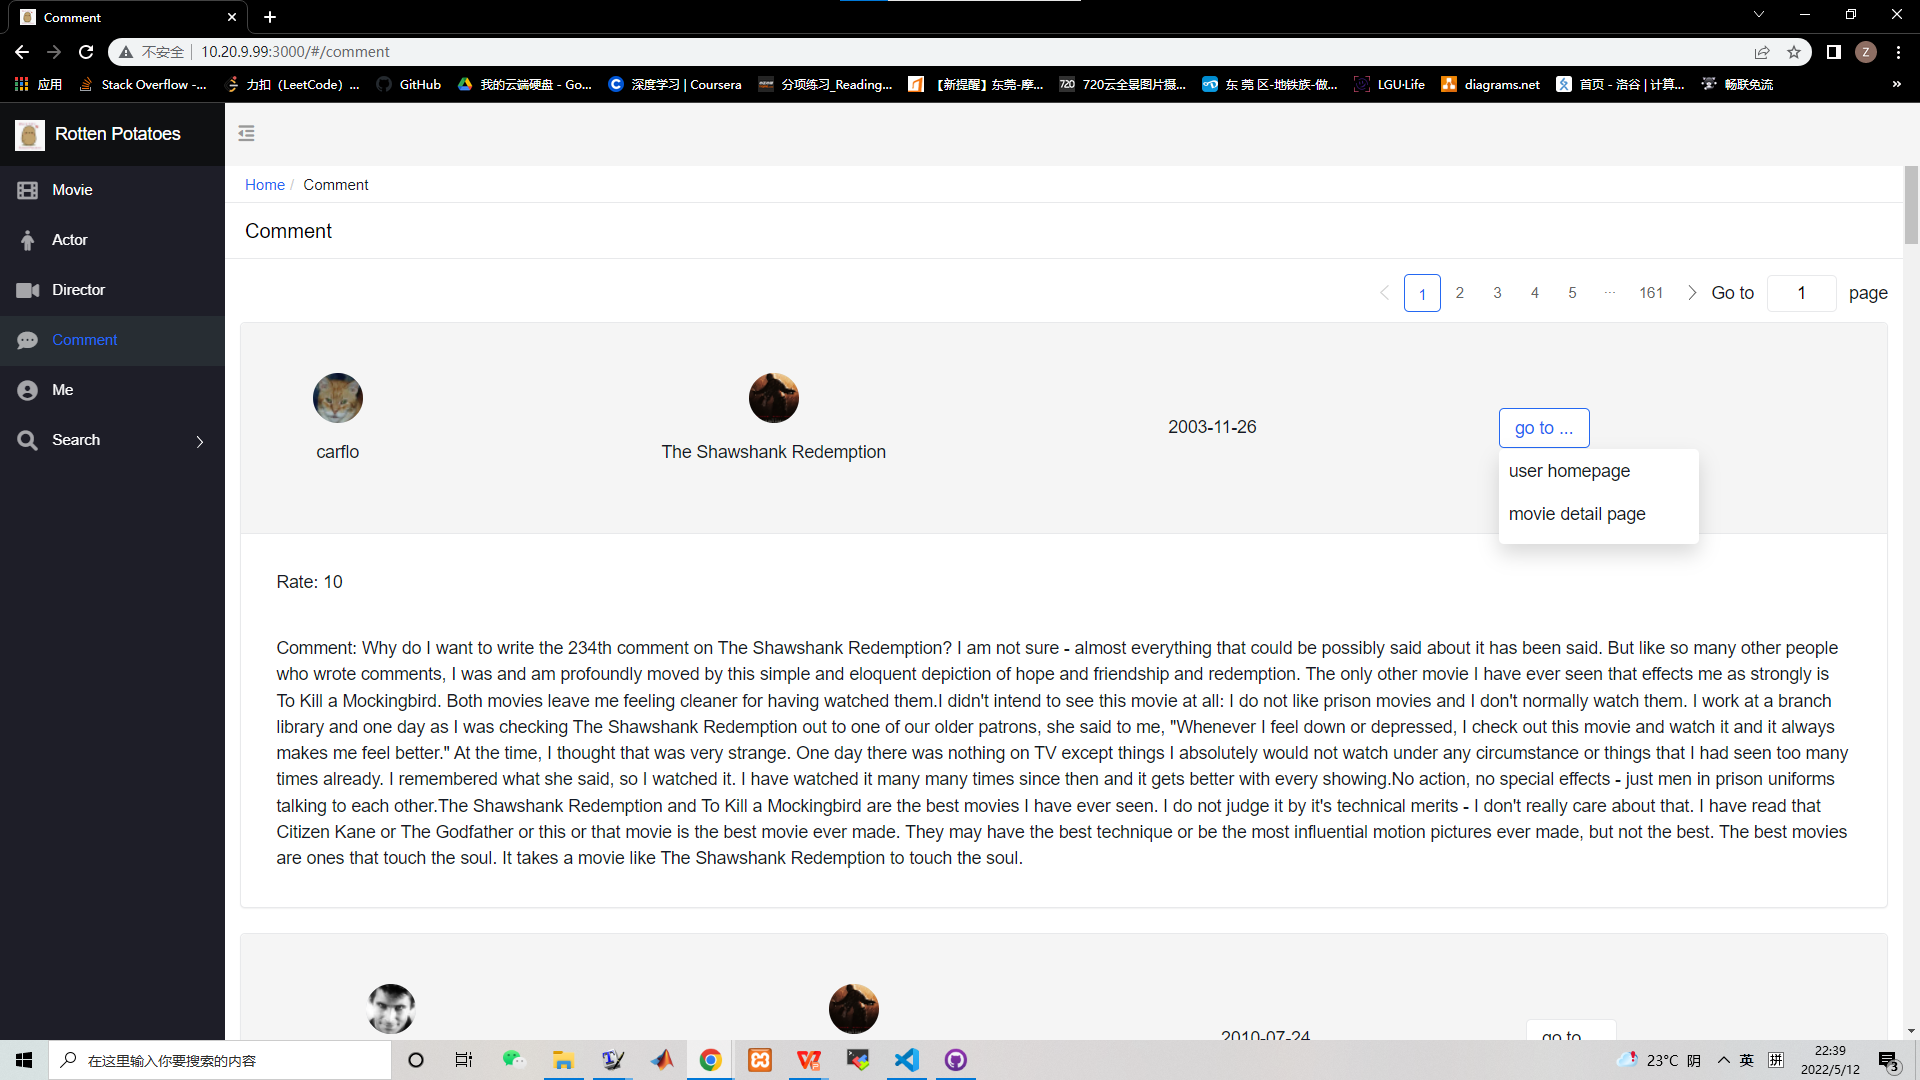 Comment
不安全
10.20.9.99:3000/#/comment
Z
应用
Stack Overflow -...
力扣（LeetCode）...
GitHub
我的云端硬盘 - Go...
深度学习 | Coursera
分项练习_Reading...
【新提醒】东莞-摩...
720云全景图片摄...
东 莞 区-地铁族-做...
LGU·Life
diagrams.net
首页 - 洛谷 | 计算...
畅联免流
»
Rotten Potatoes
Movie
Actor
Director
Comment
Me
Search
Home / Comment
Comment
1 2 3 4 5 ... 161 Go to 1 page
carflo
The Shawshank Redemption
2003-11-26
go to ...
user homepage
movie detail page
Rate: 10
Comment: Why do I want to write the 234th comment on The Shawshank Redemption? I am not sure - almost everything that could be possibly said about it has been said. But like so many other people
who wrote comments, I was and am profoundly moved by this simple and eloquent depiction of hope and friendship and redemption. The only other movie I have ever seen that effects me as strongly is
To Kill a Mockingbird. Both movies leave me feeling cleaner for having watched them.I didn't intend to see this movie at all: I do not like prison movies and I don't normally watch them. I work at a branch
library and one day as I was checking The Shawshank Redemption out to one of our older patrons, she said to me, "Whenever I feel down or depressed, I check out this movie and watch it and it always
makes me feel better." At the time, I thought that was very strange. One day there was nothing on TV except things I absolutely would not watch under any circumstance or things that I had seen too many
times already. I remembered what she said, so I watched it. I have watched it many many times since then and it gets better with every showing.No action, no special effects - just men in prison uniforms
talking to each other.The Shawshank Redemption and To Kill a Mockingbird are the best movies I have ever seen. I do not judge it by it's technical merits - I don't really care about that. I have read that
Citizen Kane or The Godfather or this or that movie is the best movie ever made. They may have the best technique or be the most influential motion pictures ever made, but not the best. The best movies
are ones that touch the soul. It takes a movie like The Shawshank Redemption to touch the soul.
2010-07-24
go to
在这里输入你要搜索的内容
23°C 阴
英
拼
22:39
2022/5/12
3